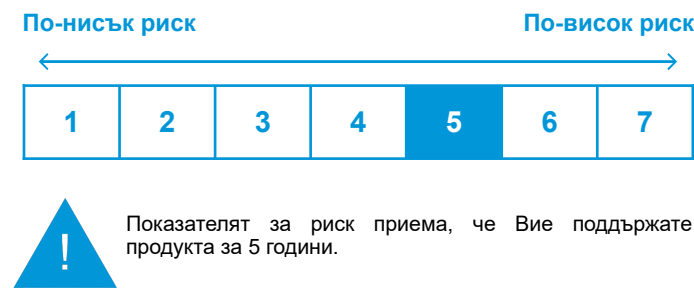 По-нисък риск По-висок риск
1 2 3 4 5 6 7
!
Показателят за риск приема, че Вие поддържате
продукта за 5 години.